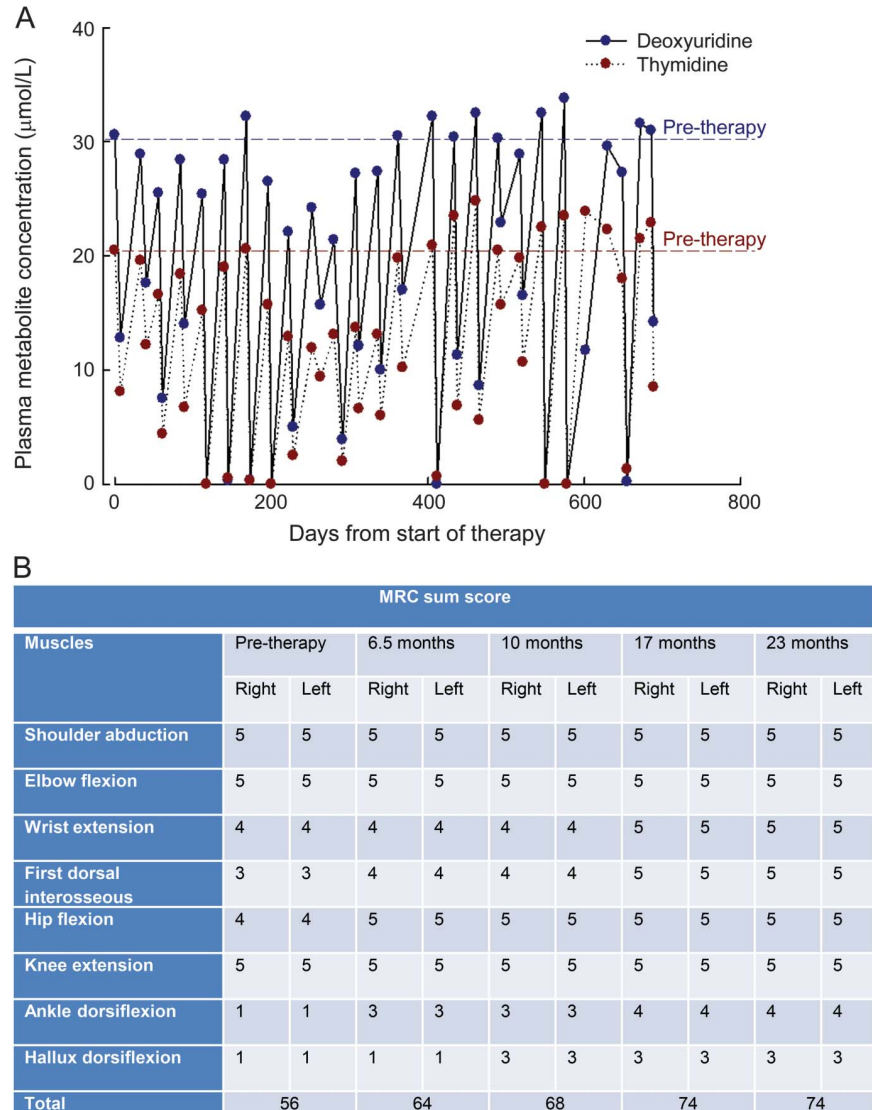 A
Plasma metabolite concentration (μmol/L)
40
30
20
10
0
Deoxyuridine
Thymidine
Pre-therapy
Pre-therapy
0 200 400 600 800
Days from start of therapy
B
MRC sum score
Muscles Pre-therapy 6.5 months 10 months 17 months 23 months
Right Left Right Left Right Left Right Left Right Left
Shoulder abduction 5 5 5 5 5 5 5 5 5 5
Elbow flexion 5 5 5 5 5 5 5 5 5 5
Wrist extension 4 4 4 4 4 4 5 5 5 5
First dorsal
interosseous 3 3 4 4 4 4 5 5 5 5
Hip flexion 4 4 5 5 5 5 5 5 5 5
Knee extension 5 5 5 5 5 5 5 5 5 5
Ankle dorsiflexion 1 1 3 3 3 3 4 4 4 4
Hallux dorsiflexion 1 1 1 1 3 3 3 3 3 3
Total 56 64 68 74 74